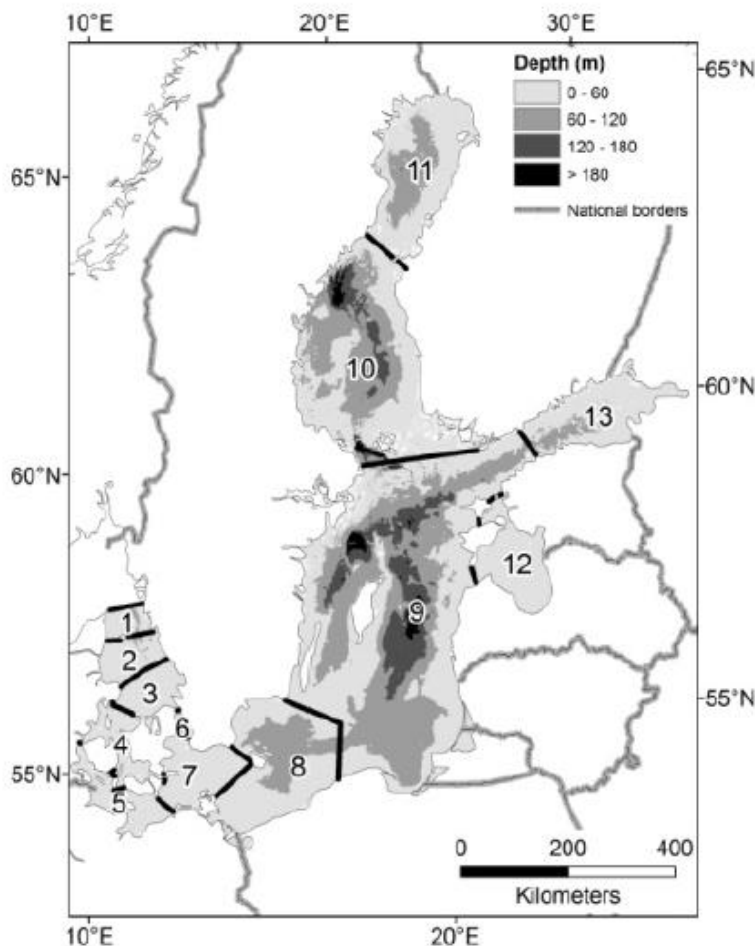 10°E 20°E 30°E
Depth (m)
0 - 60
60 - 120
120 - 180
> 180
National borders
65°N
65°N
11
10
60°N
13
60°N
12
9
1
2
3
6
55°N
4
8
7
55°N
5
0 200 400
Kilometers
10°E 20°E